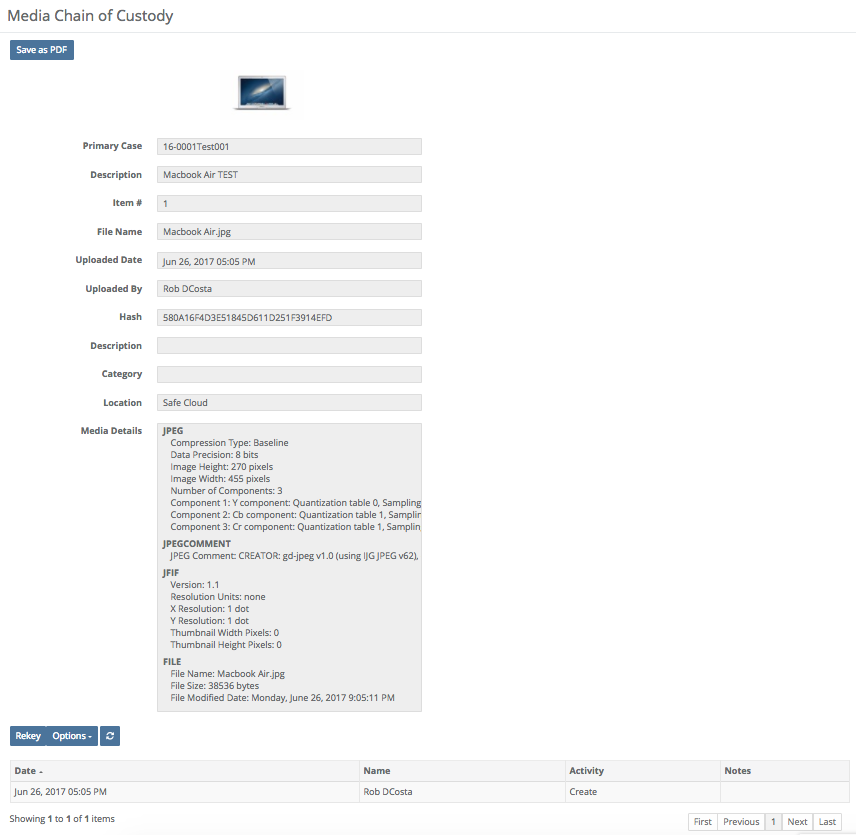 Media Chain of Custody
Save as PDF
Primary Case 16-0001Test001
Description Macbook Air TEST
Item # 1
File Name Macbook Air.jpg
Uploaded Date Jun 26, 2017 05:05 PM
Uploaded By Rob DCosta
Hash 580A16F4D3E51845D611D251F3914EFD
Description
Category
Location Safe Cloud
Media Details JPEG
Compression Type: Baseline
Data Precision: 8 bits
Image Height: 270 pixels
Image Width: 455 pixels
Number of Components: 3
Component 1: Y component: Quantization table 0, Sampling
Component 2: Cb component: Quantization table 1, Samplin
Component 3: Cr component: Quantization table 1, Samplin
JPEGCOMMENT
JPEG Comment: CREATOR: gd-jpeg v1.0 (using IJG JPEG v62),
JFIF
Version: 1.1
Resolution Units: none
X Resolution: 1 dot
Y Resolution: 1 dot
Thumbnail Width Pixels: 0
Thumbnail Height Pixels: 0
FILE
File Name: Macbook Air.jpg
File Size: 38536 bytes
File Modified Date: Monday, June 26, 2017 9:05:11 PM
Rekey Options
Date Name Activity Notes
Jun 26, 2017 05:05 PM Rob DCosta Create
Showing 1 to 1 of 1 items
First Previous 1 Next Last